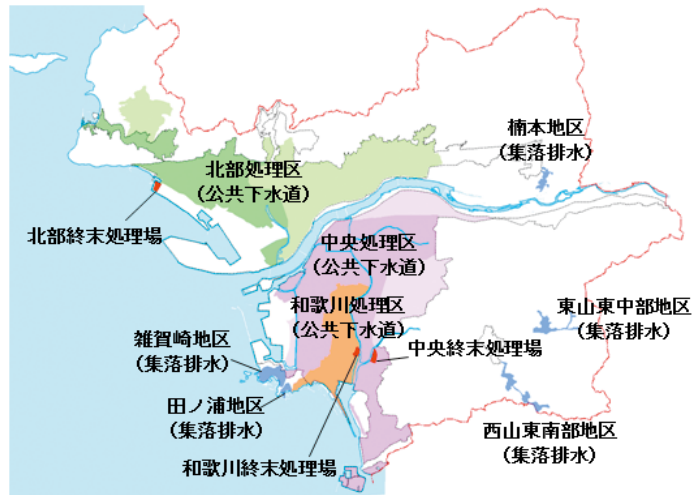 楠本地区
(集落排水)
北部処理区
(公共下水道)
北部終末処理場
中央処理区
(公共下水道)
和歌川処理区
(公共下水道)
東山東中部地区
(集落排水)
雑賀崎地区
(集落排水)
中央終末処理場
田ノ浦地区
(集落排水)
西山東南部地区
(集落排水)
和歌川終末処理場